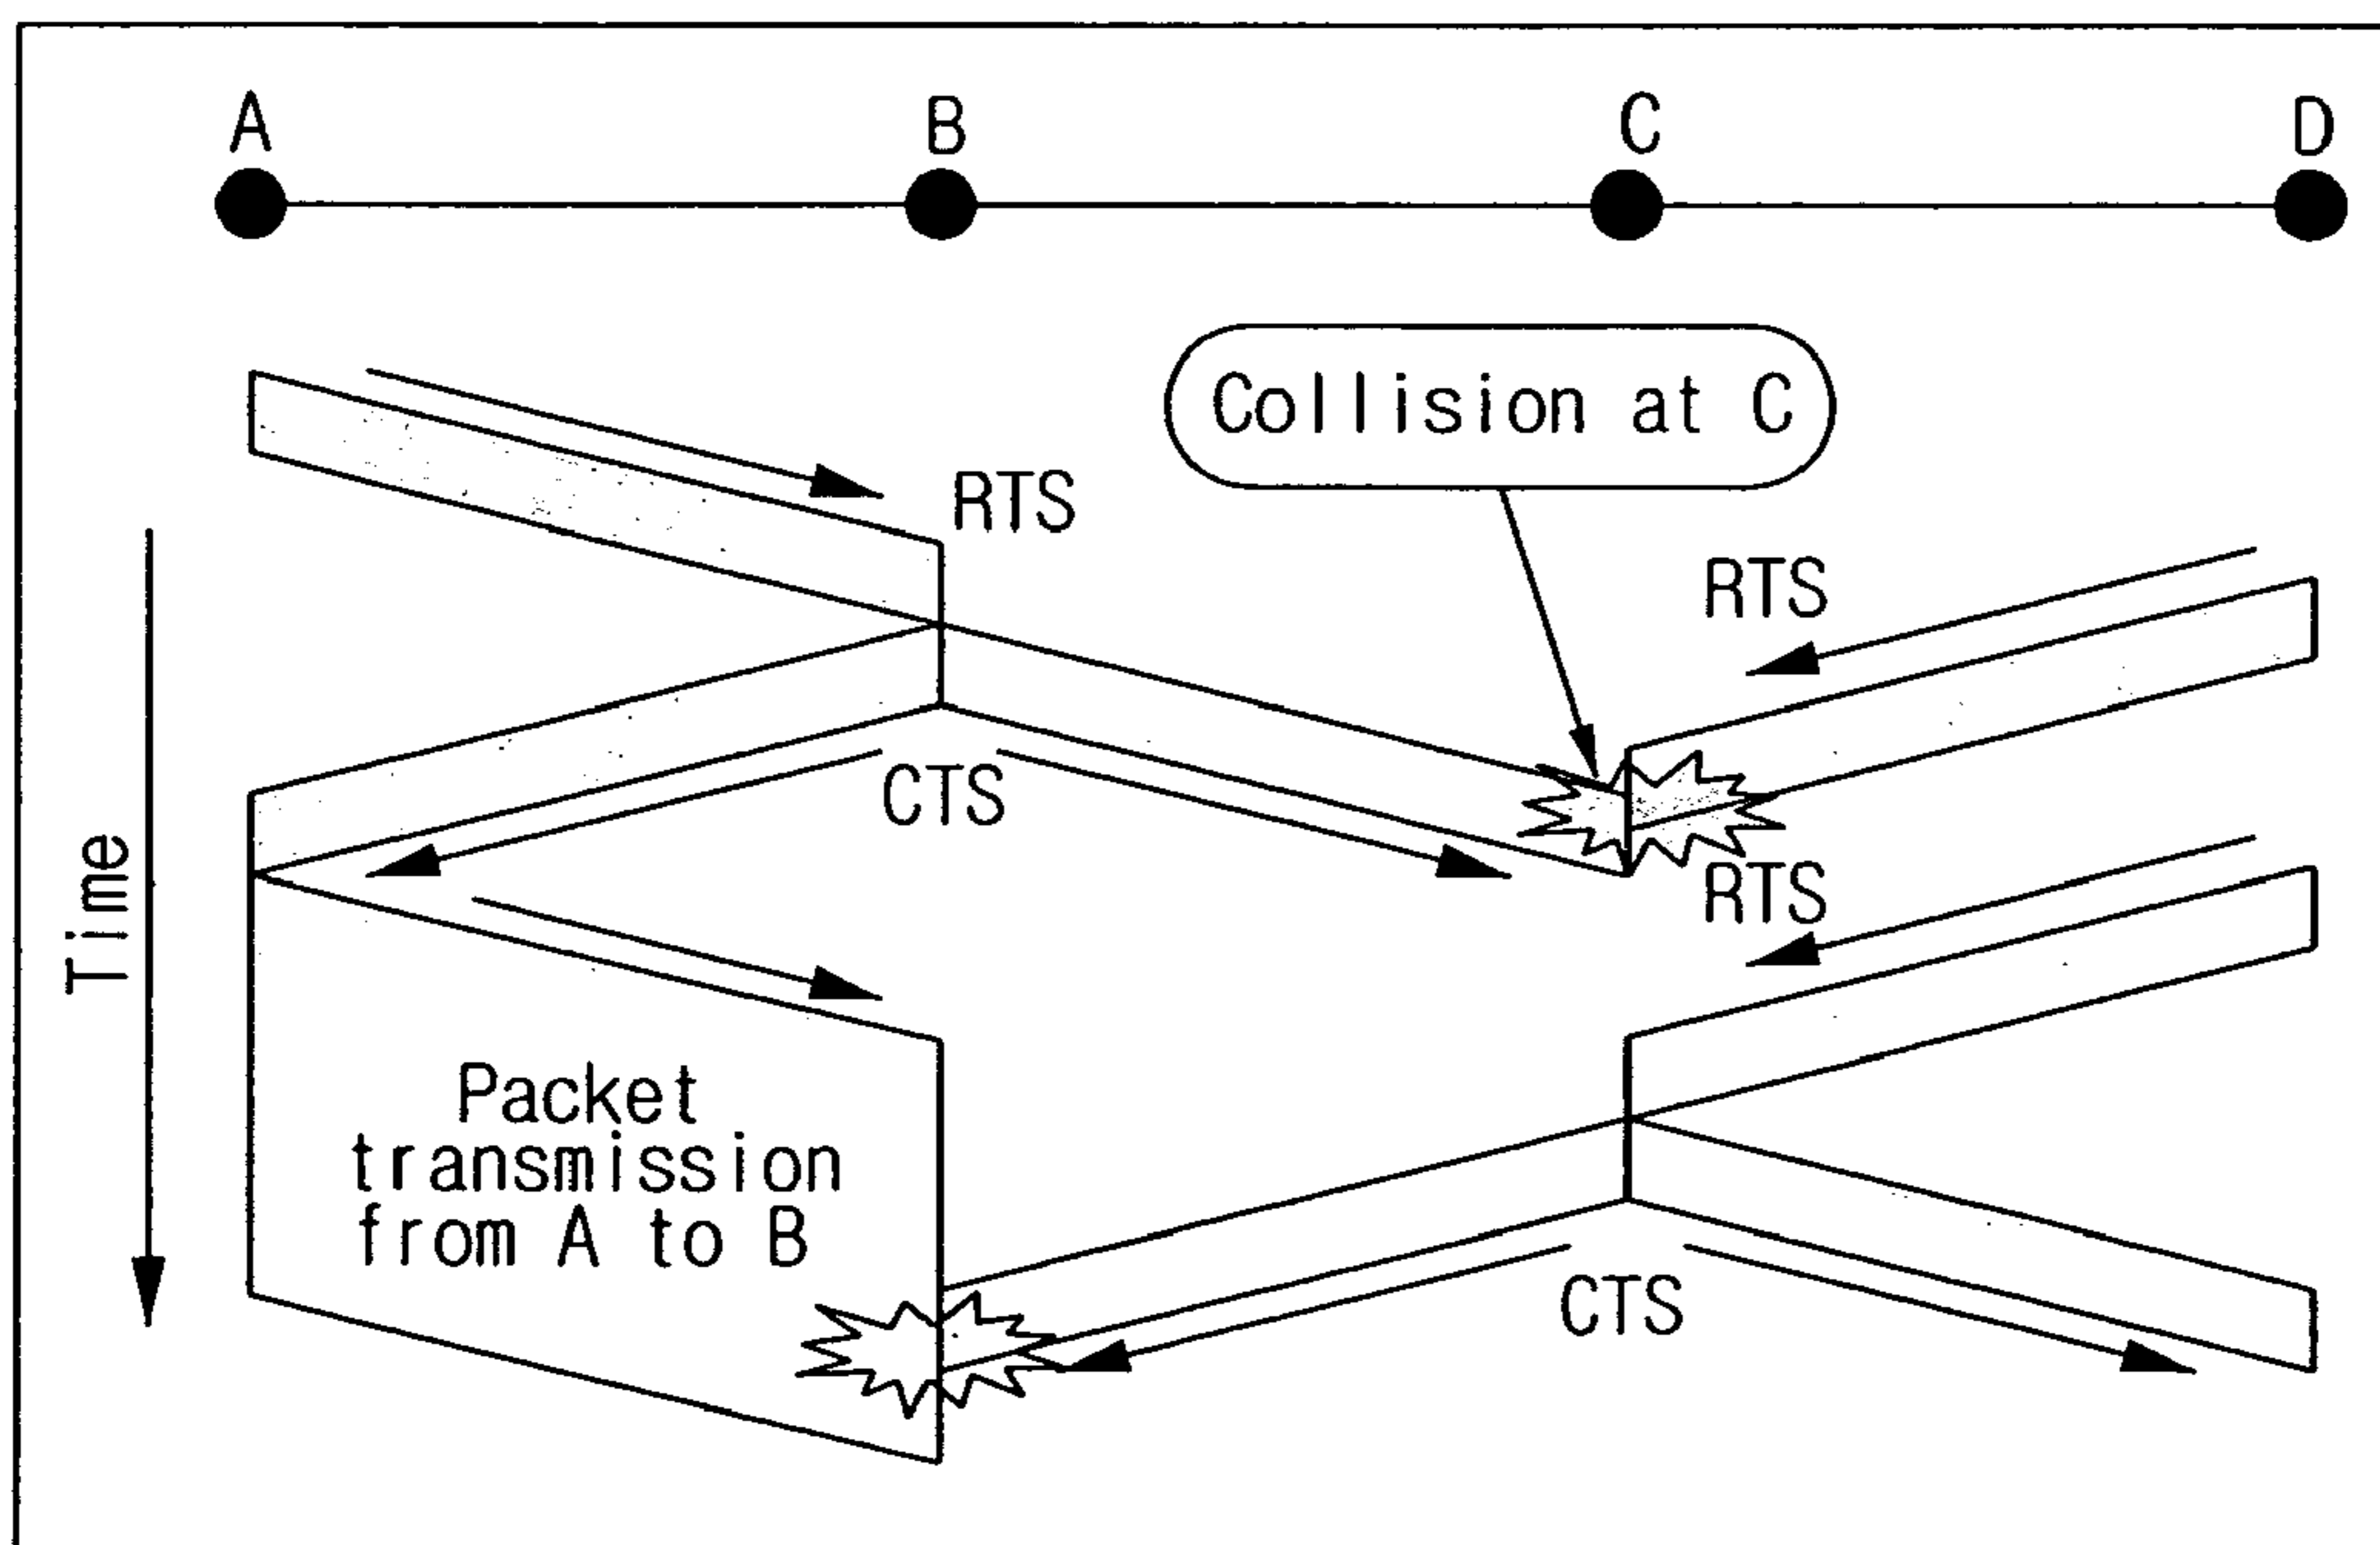 A
B
C
D
Collision at C
RTS
RTS
CTS
RTS
Time
Packet
transmission
from A to B
CTS